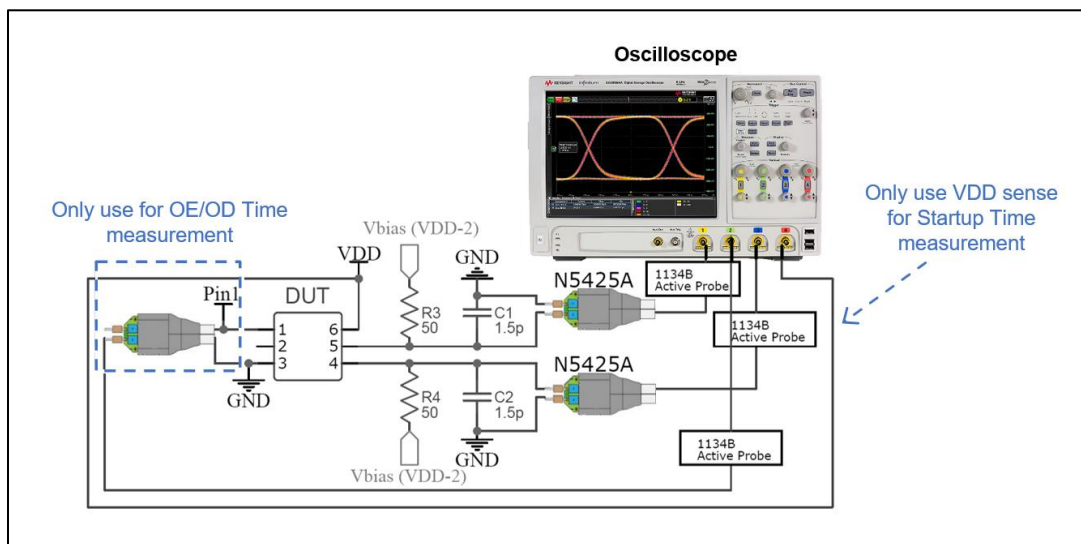 Oscilloscope
KEYSIGHT
Infiniium
Only use for OE/OD Time
measurement
Only use VDD sense
for Startup Time
measurement
Vbias (VDD-2)
VDD
GND
N5425A
1134B
Active Probe
Pin1
DUT
R3
50
C1
1.5p
1134B
Active Probe
1
2
3
6
5
4
GND
R4
50
C2
1.5p
N5425A
GND
Vbias (VDD-2)
1134B
Active Probe